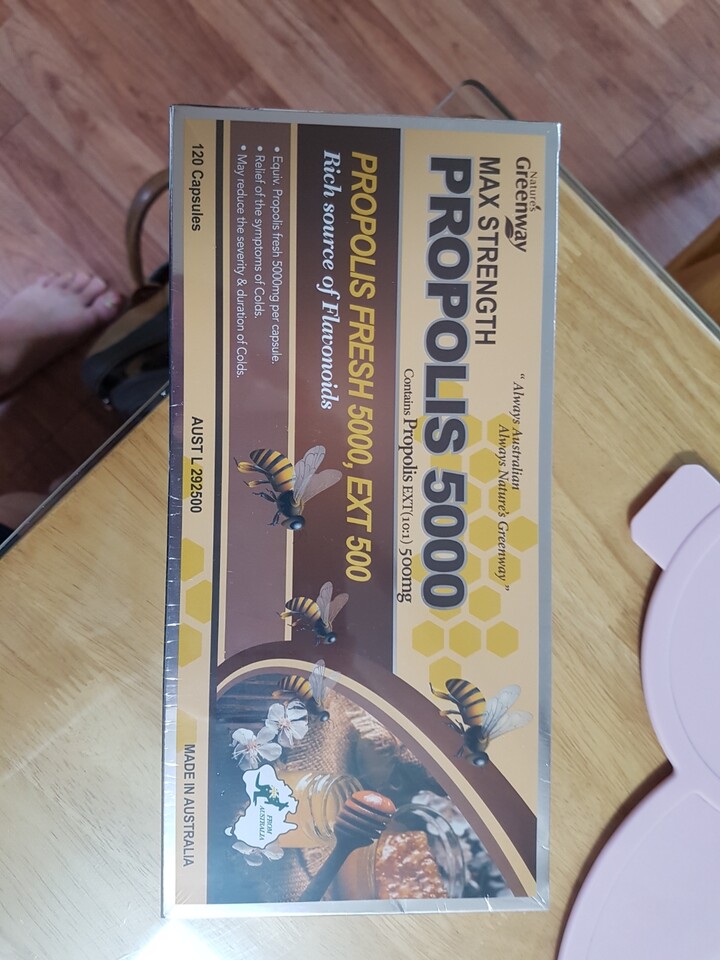 Nature's
Greenway
" Always Australian
Always Nature's Greenway "
MAX STRENGTH
PROPOLIS 5000
Contains Propolis EXT(10:1) 500mg
PROPOLIS FRESH 5000, EXT 500
Rich source of Flavonoids
• Equiv. Propolis fresh 5000mg per capsule.
• Relief of the symptoms of Colds.
• May reduce the severity & duration of Colds.
FROM
AUSTRALIA
120 Capsules
AUST L 292500
MADE IN AUSTRALIA